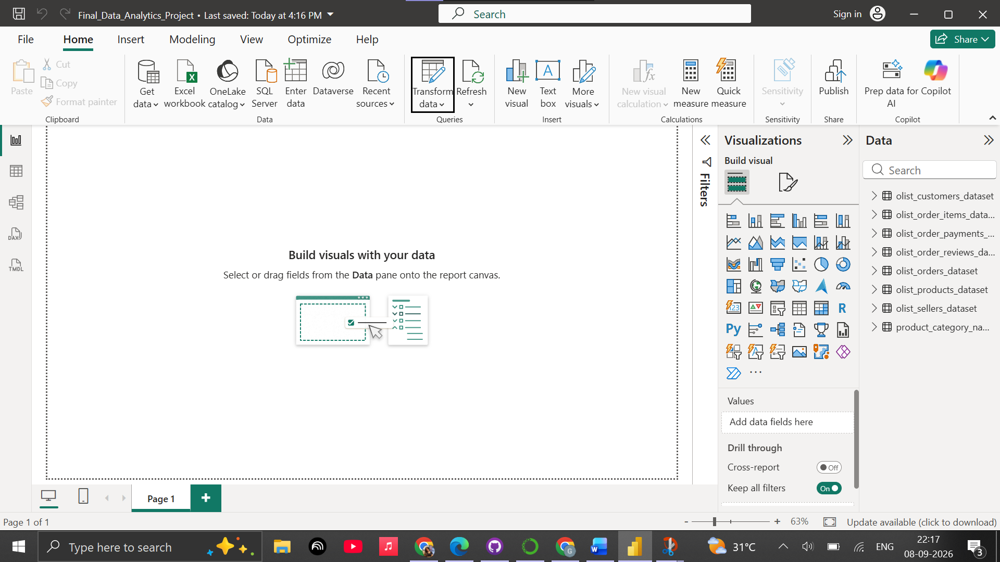 Final_Data_Analytics_Project • Last saved: Today at 4:16 PM
Search
Sign in
File
Home
Insert
Modeling
View
Optimize
Help
Share
Paste
Cut
Copy
Format painter
Clipboard
Get data
Excel workbook
OneLake catalog
SQL Server
Enter data
Dataverse
Recent sources
Data
Transform data
Refresh
Queries
New visual
Text box
More visuals
Insert
New visual calculation
New measure
Quick measure
Calculations
Sensitivity
Sensitivity
Publish
Share
Prep data for AI
Copilot
Copilot
DAX
TMDL
Build visuals with your data
Select or drag fields from the Data pane onto the report canvas.
Filters
Visualizations
Build visual
123
R
Py
Values
Add data fields here
Drill through
Cross-report
Off
Keep all filters
On
Data
Search
olist_customers_dataset
olist_order_items_data...
olist_order_payments_...
olist_order_reviews_da...
olist_orders_dataset
olist_products_dataset
olist_sellers_dataset
product_category_na...
Page 1
Page 1 of 1
63%
Update available (click to download)
Type here to search
31°C
ENG
22:17
08-09-2026
3